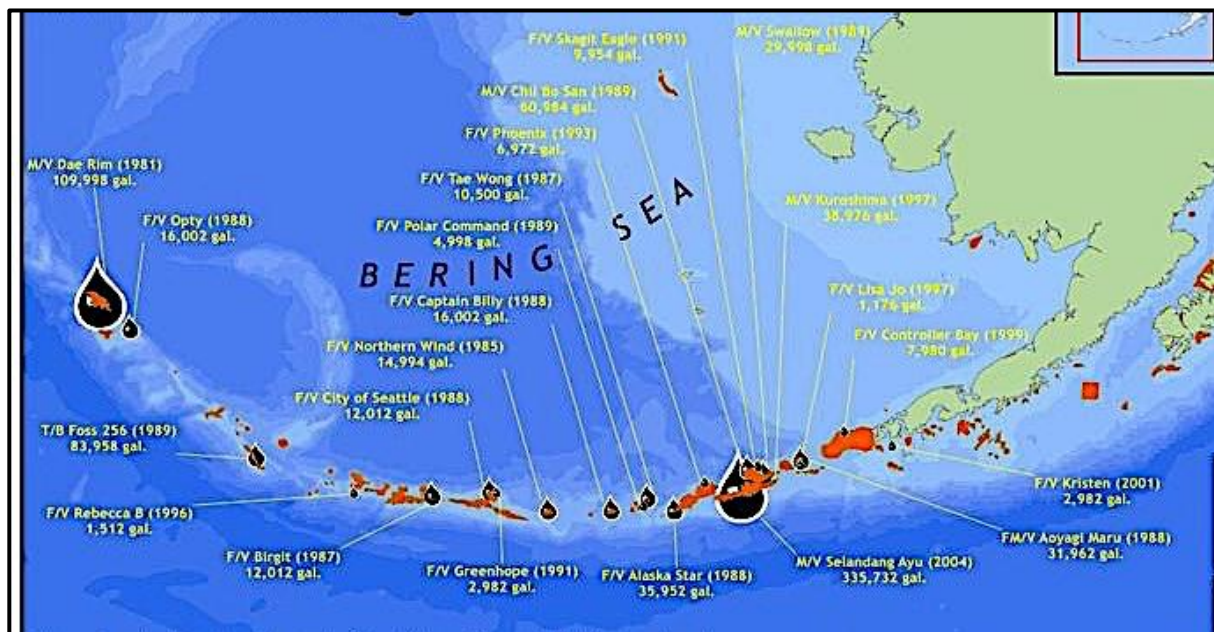 F/V Skagit Eagle (1991)
9,954 gal.
M/V Swallow (1989)
29,998 gal.
M/V Chil Bo San (1989)
60,984 gal.
F/V Phoenix (1993)
6,972 gal.
M/V Dae Rim (1981)
109,998 gal.
F/V Tae Wong (1987)
10,500 gal.
M/V Kuroshima (1997)
38,976 gal.
F/V Opty (1988)
16,002 gal.
F/V Polar Command (1989)
4,998 gal.
BERING SEA
F/V Captain Billy (1988)
16,002 gal.
F/V Lisa Jo (1997)
1,176 gal.
F/V Northern Wind (1985)
14,994 gal.
F/V Controller Bay (1999)
7,980 gal.
F/V City of Seattle (1988)
12,012 gal.
T/B Foss 256 (1989)
83,958 gal.
F/V Kristen (2001)
2,982 gal.
F/V Rebecca B (1996)
1,512 gal.
FM/V Aoyagi Maru (1988)
31,962 gal.
F/V Birgit (1987)
12,012 gal.
F/V Greenhope (1991)
2,982 gal.
F/V Alaska Star (1988)
35,952 gal.
M/V Selandang Ayu (2004)
335,732 gal.